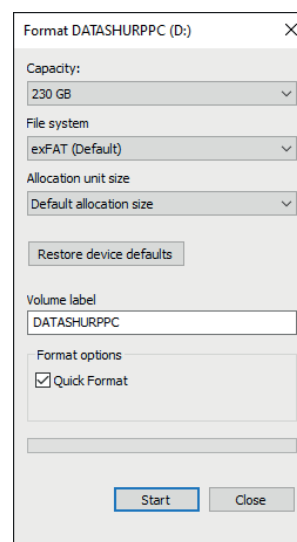 Format DATASHURPPC (D:)
Capacity:
230 GB
File system
exFAT (Default)
Allocation unit size
Default allocation size
Restore device defaults
Volume label
DATASHURPPC
Format options
Quick Format
Start Close